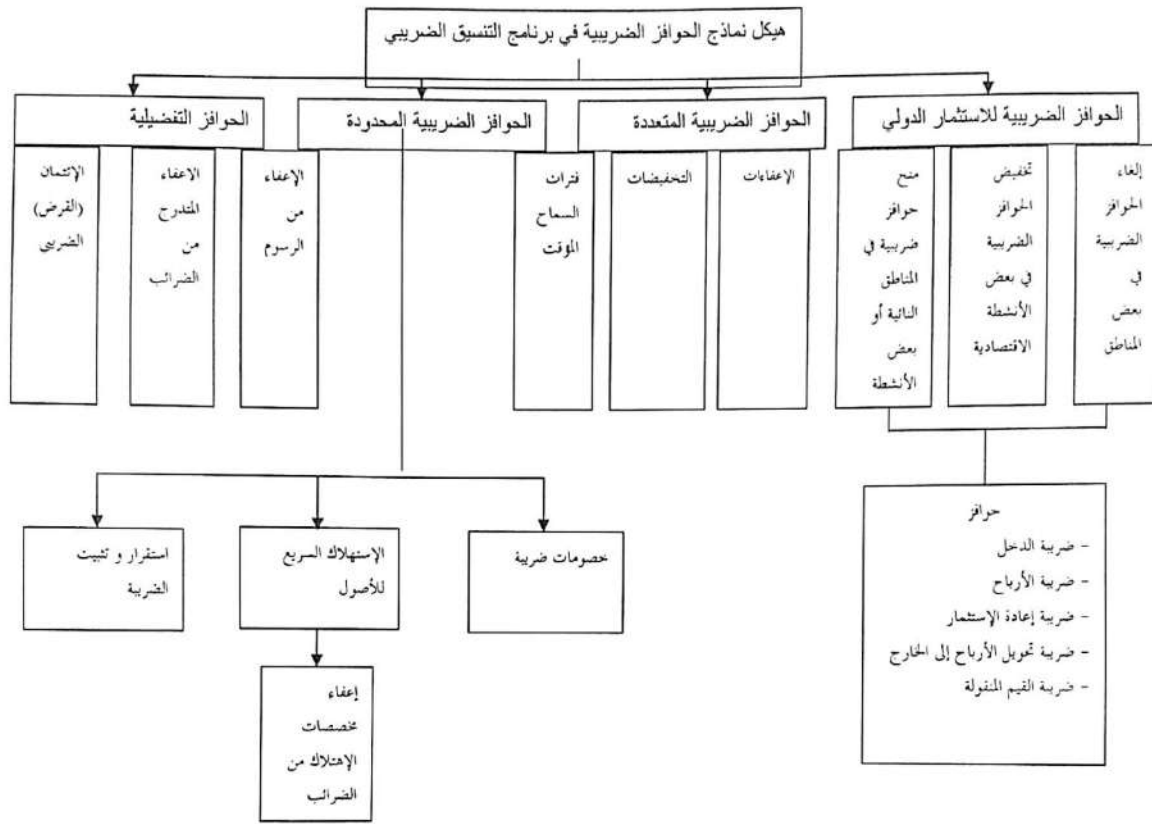 هيكل نماذج الحوافز الضريبية في برنامج التنسيق الضريبي
الحوافز الضريبية للاستثمار الدولي
الحوافز الضريبية المتعددة
الحوافز الضريبية المحدودة
الحوافز التفضيلية
إلغاء
الحوافز
الضريبية
في
بعض
المناطق
تخفيض
الحوافز
الضريبية
في بعض
الأنشطة
الاقتصادية
منح
حوافز
ضريبية في
المناطق
النائية أو
بعض
الأنشطة
الإعفاءات
التخفيضات
فترات
السماح
المؤقت
الإعفاء
من
الرسوم
الاعفاء
المتدرج
من
الضرائب
الإئتمان
(القرض)
الضريبي
حوافز
- ضريبة الدخل
- ضريبة الأرباح
- ضريبة إعادة الإستثمار
- ضريبة تحويل الأرباح إلى الخارج
- ضريبة القيم المنقولة
خصومات ضريبة
الإستهلاك السريع
للأصول
استقرار و تثبيت
الضريبة
إعفاء
مخصصات
الإهتلاك من
الضرائب